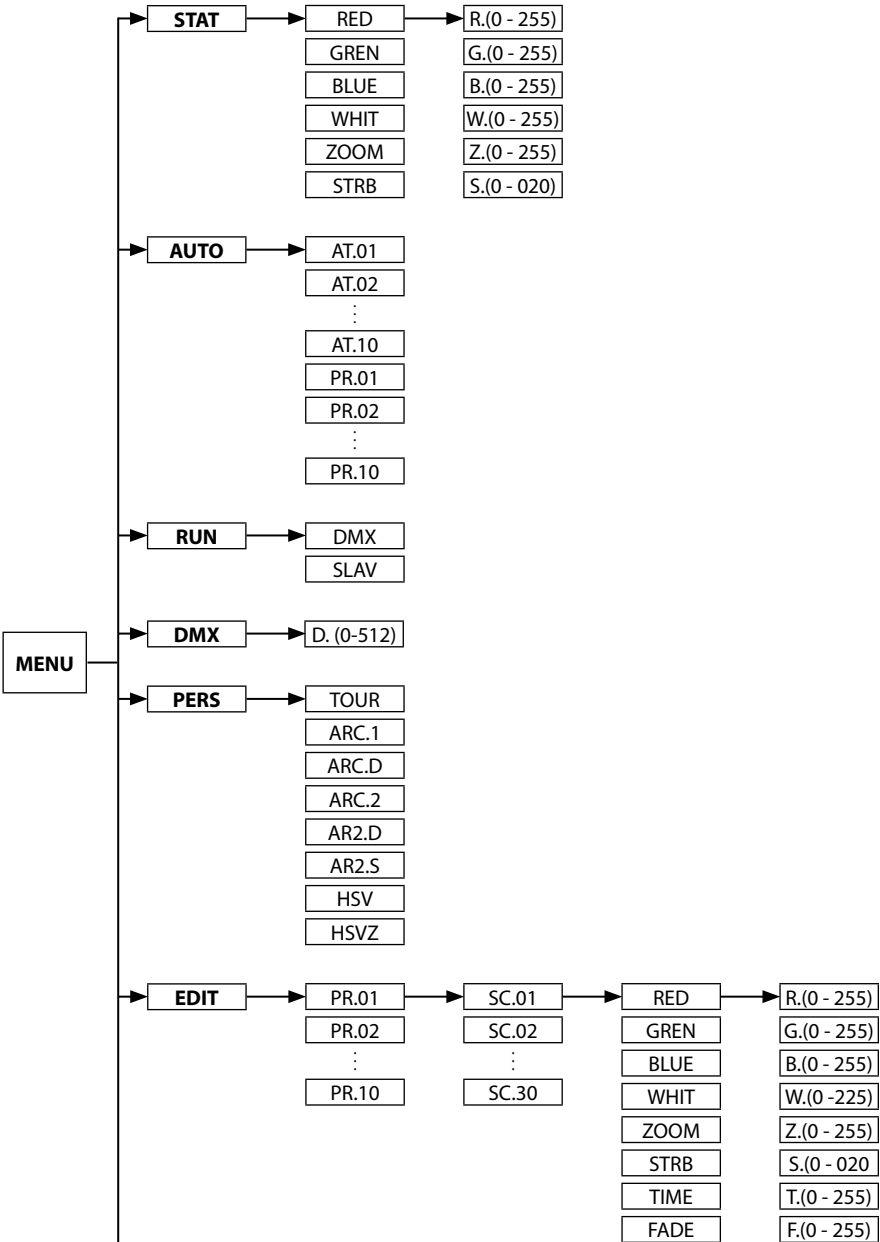 STAT RED R.(0 - 255)
GREN G.(0 - 255)
BLUE B.(0 - 255)
WHIT W.(0 - 255)
ZOOM Z.(0 - 255)
STRB S.(0 - 020)
AUTO AT.01
AT.02
AT.10
PR.01
PR.02
PR.10
RUN DMX
SLAV
DMX D. (0-512)
MENU
PERS TOUR
ARC.1
ARC.D
ARC.2
AR2.D
AR2.S
HSV
HSVZ
EDIT PR.01 SC.01 RED R.(0 - 255)
PR.02 SC.02 GREN G.(0 - 255)
BLUE B.(0 - 255)
PR.10 SC.30 WHIT W.(0 -225)
ZOOM Z.(0 - 255)
STRB S.(0 - 020
TIME T.(0 - 255)
FADE F.(0 - 255)